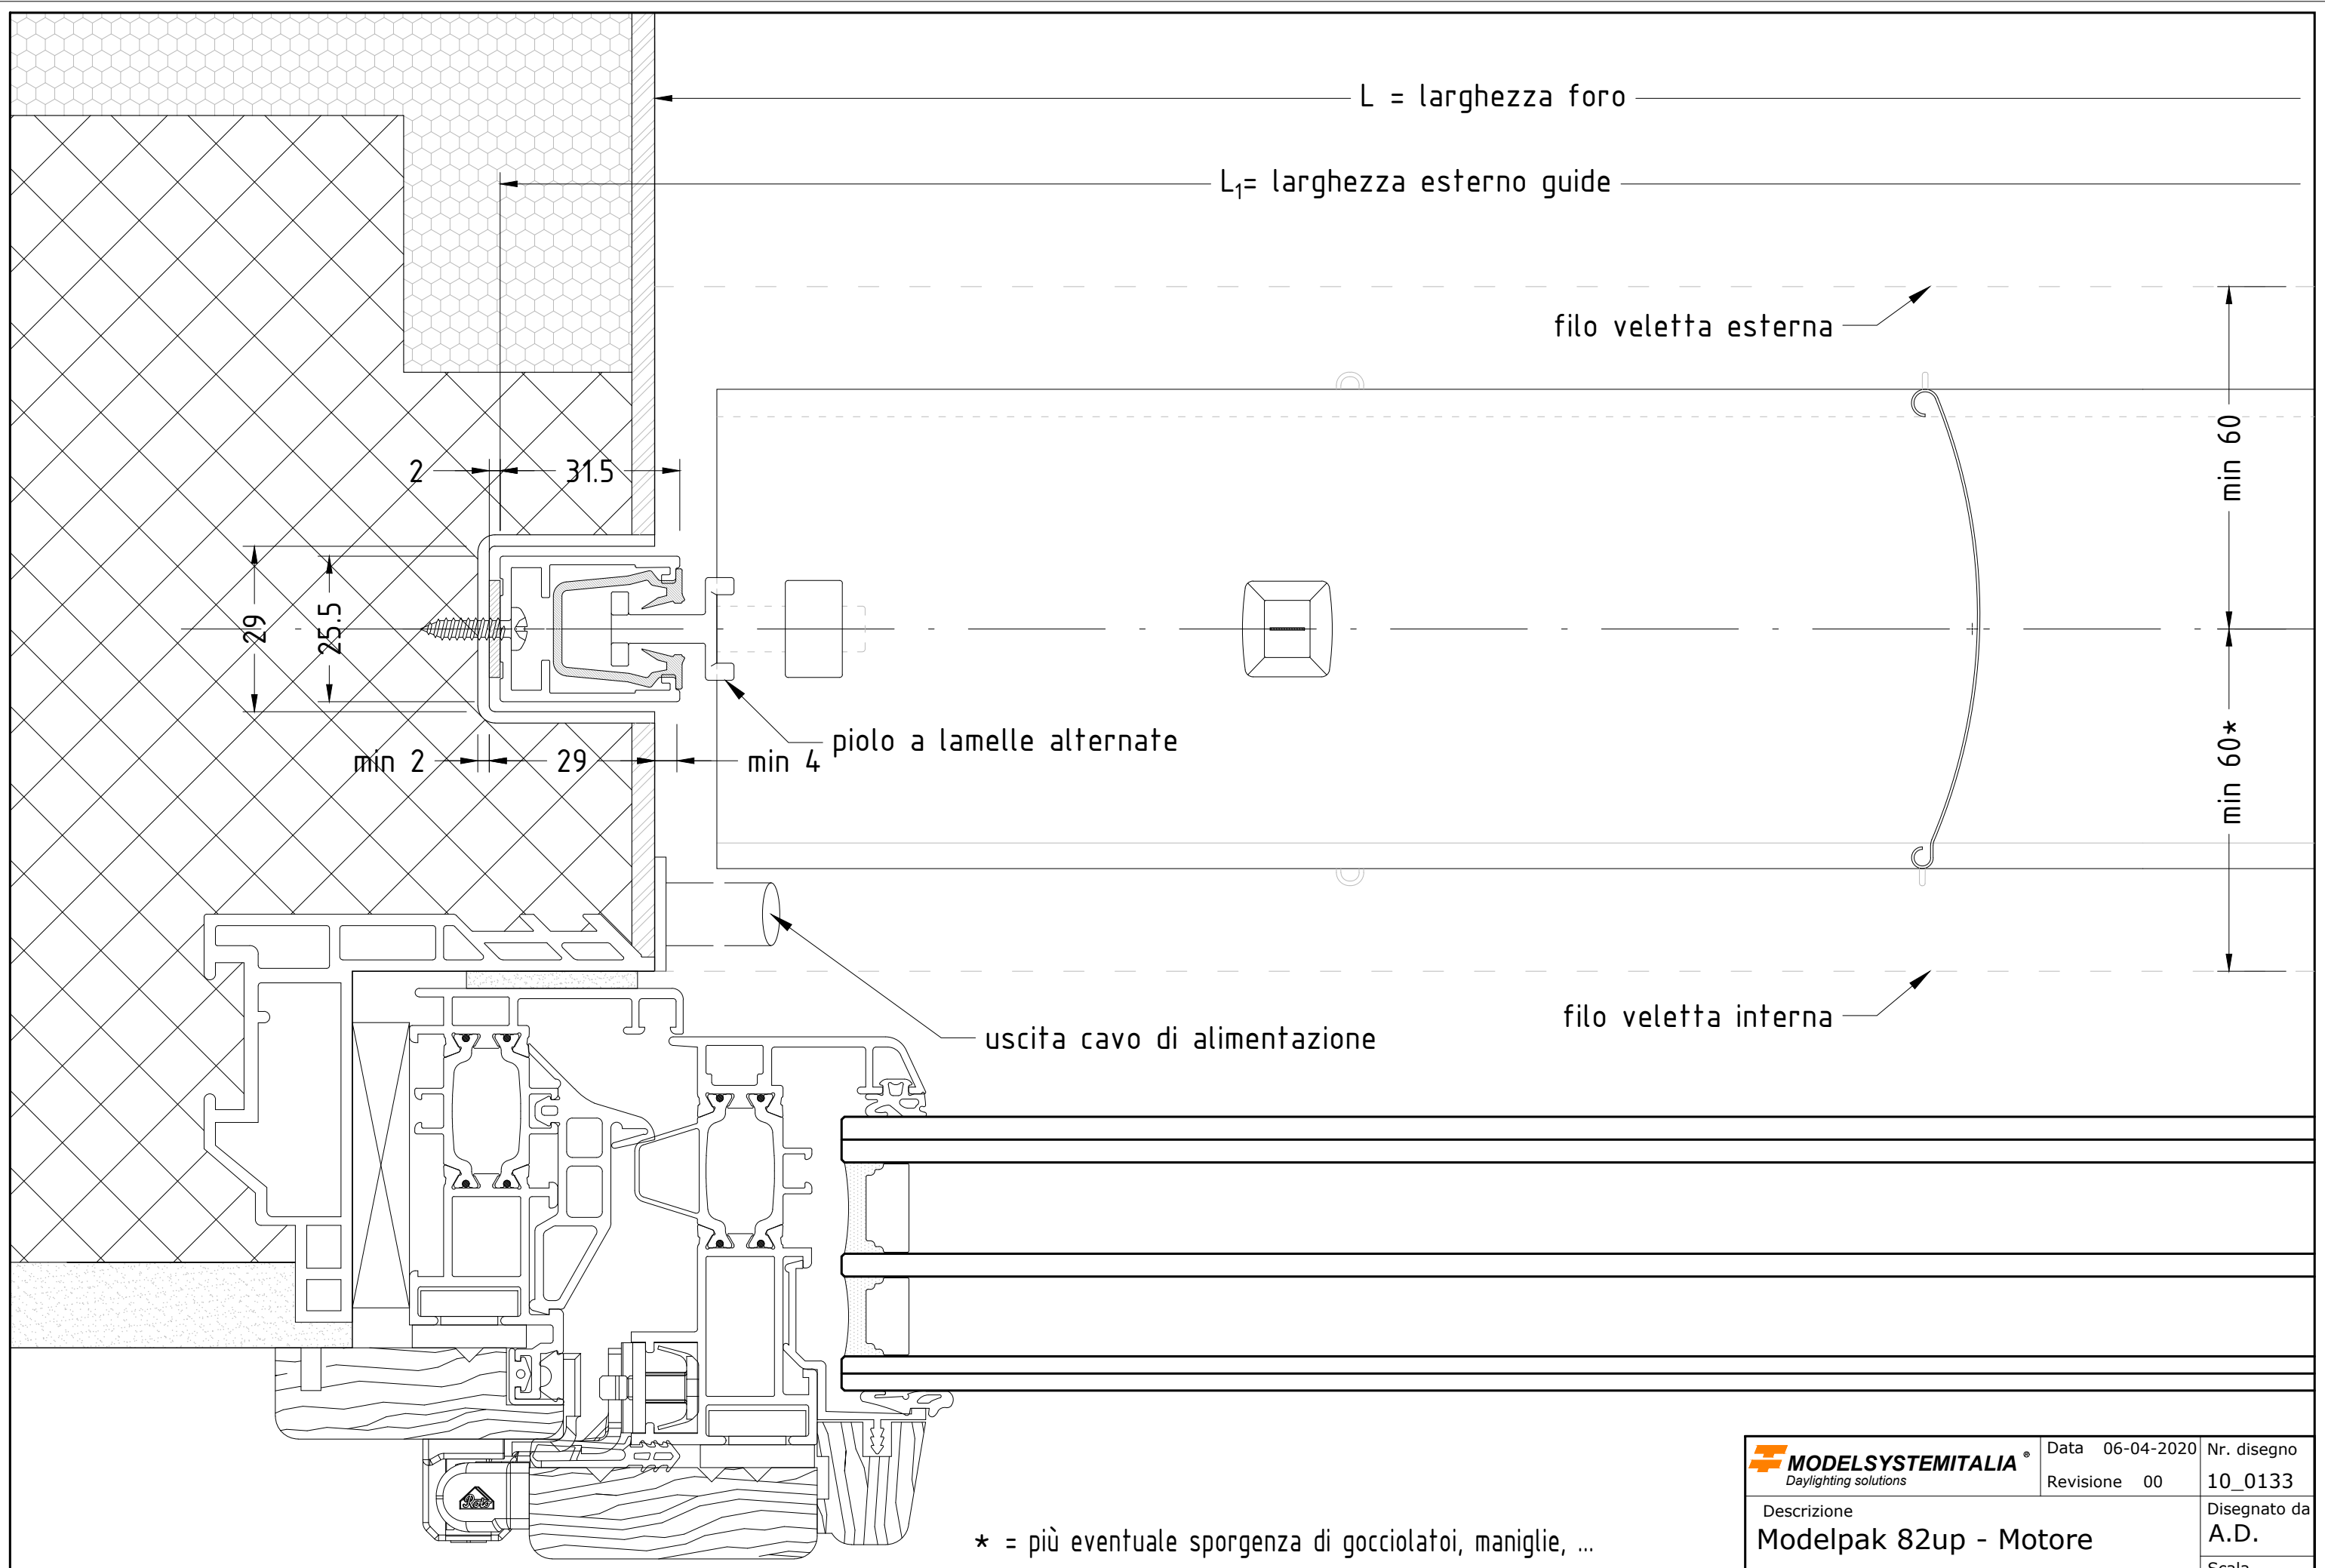 L = larghezza foro
L1= larghezza esterno guide
filo veletta esterna
min 60
2
31.5
29
25.5
min 2
29
min 4
piolo a lamelle alternate
min 60*
filo veletta interna
uscita cavo di alimentazione
Roto
* = più eventuale sporgenza di gocciolatoi, maniglie, ...
MODELSYSTEMITALIA ®
Daylighting solutions
Data 06-04-2020
Revisione 00
Nr. disegno
10_0133
Descrizione
Modelpak 82up - Motore
Disegnato da
A.D.
Scala